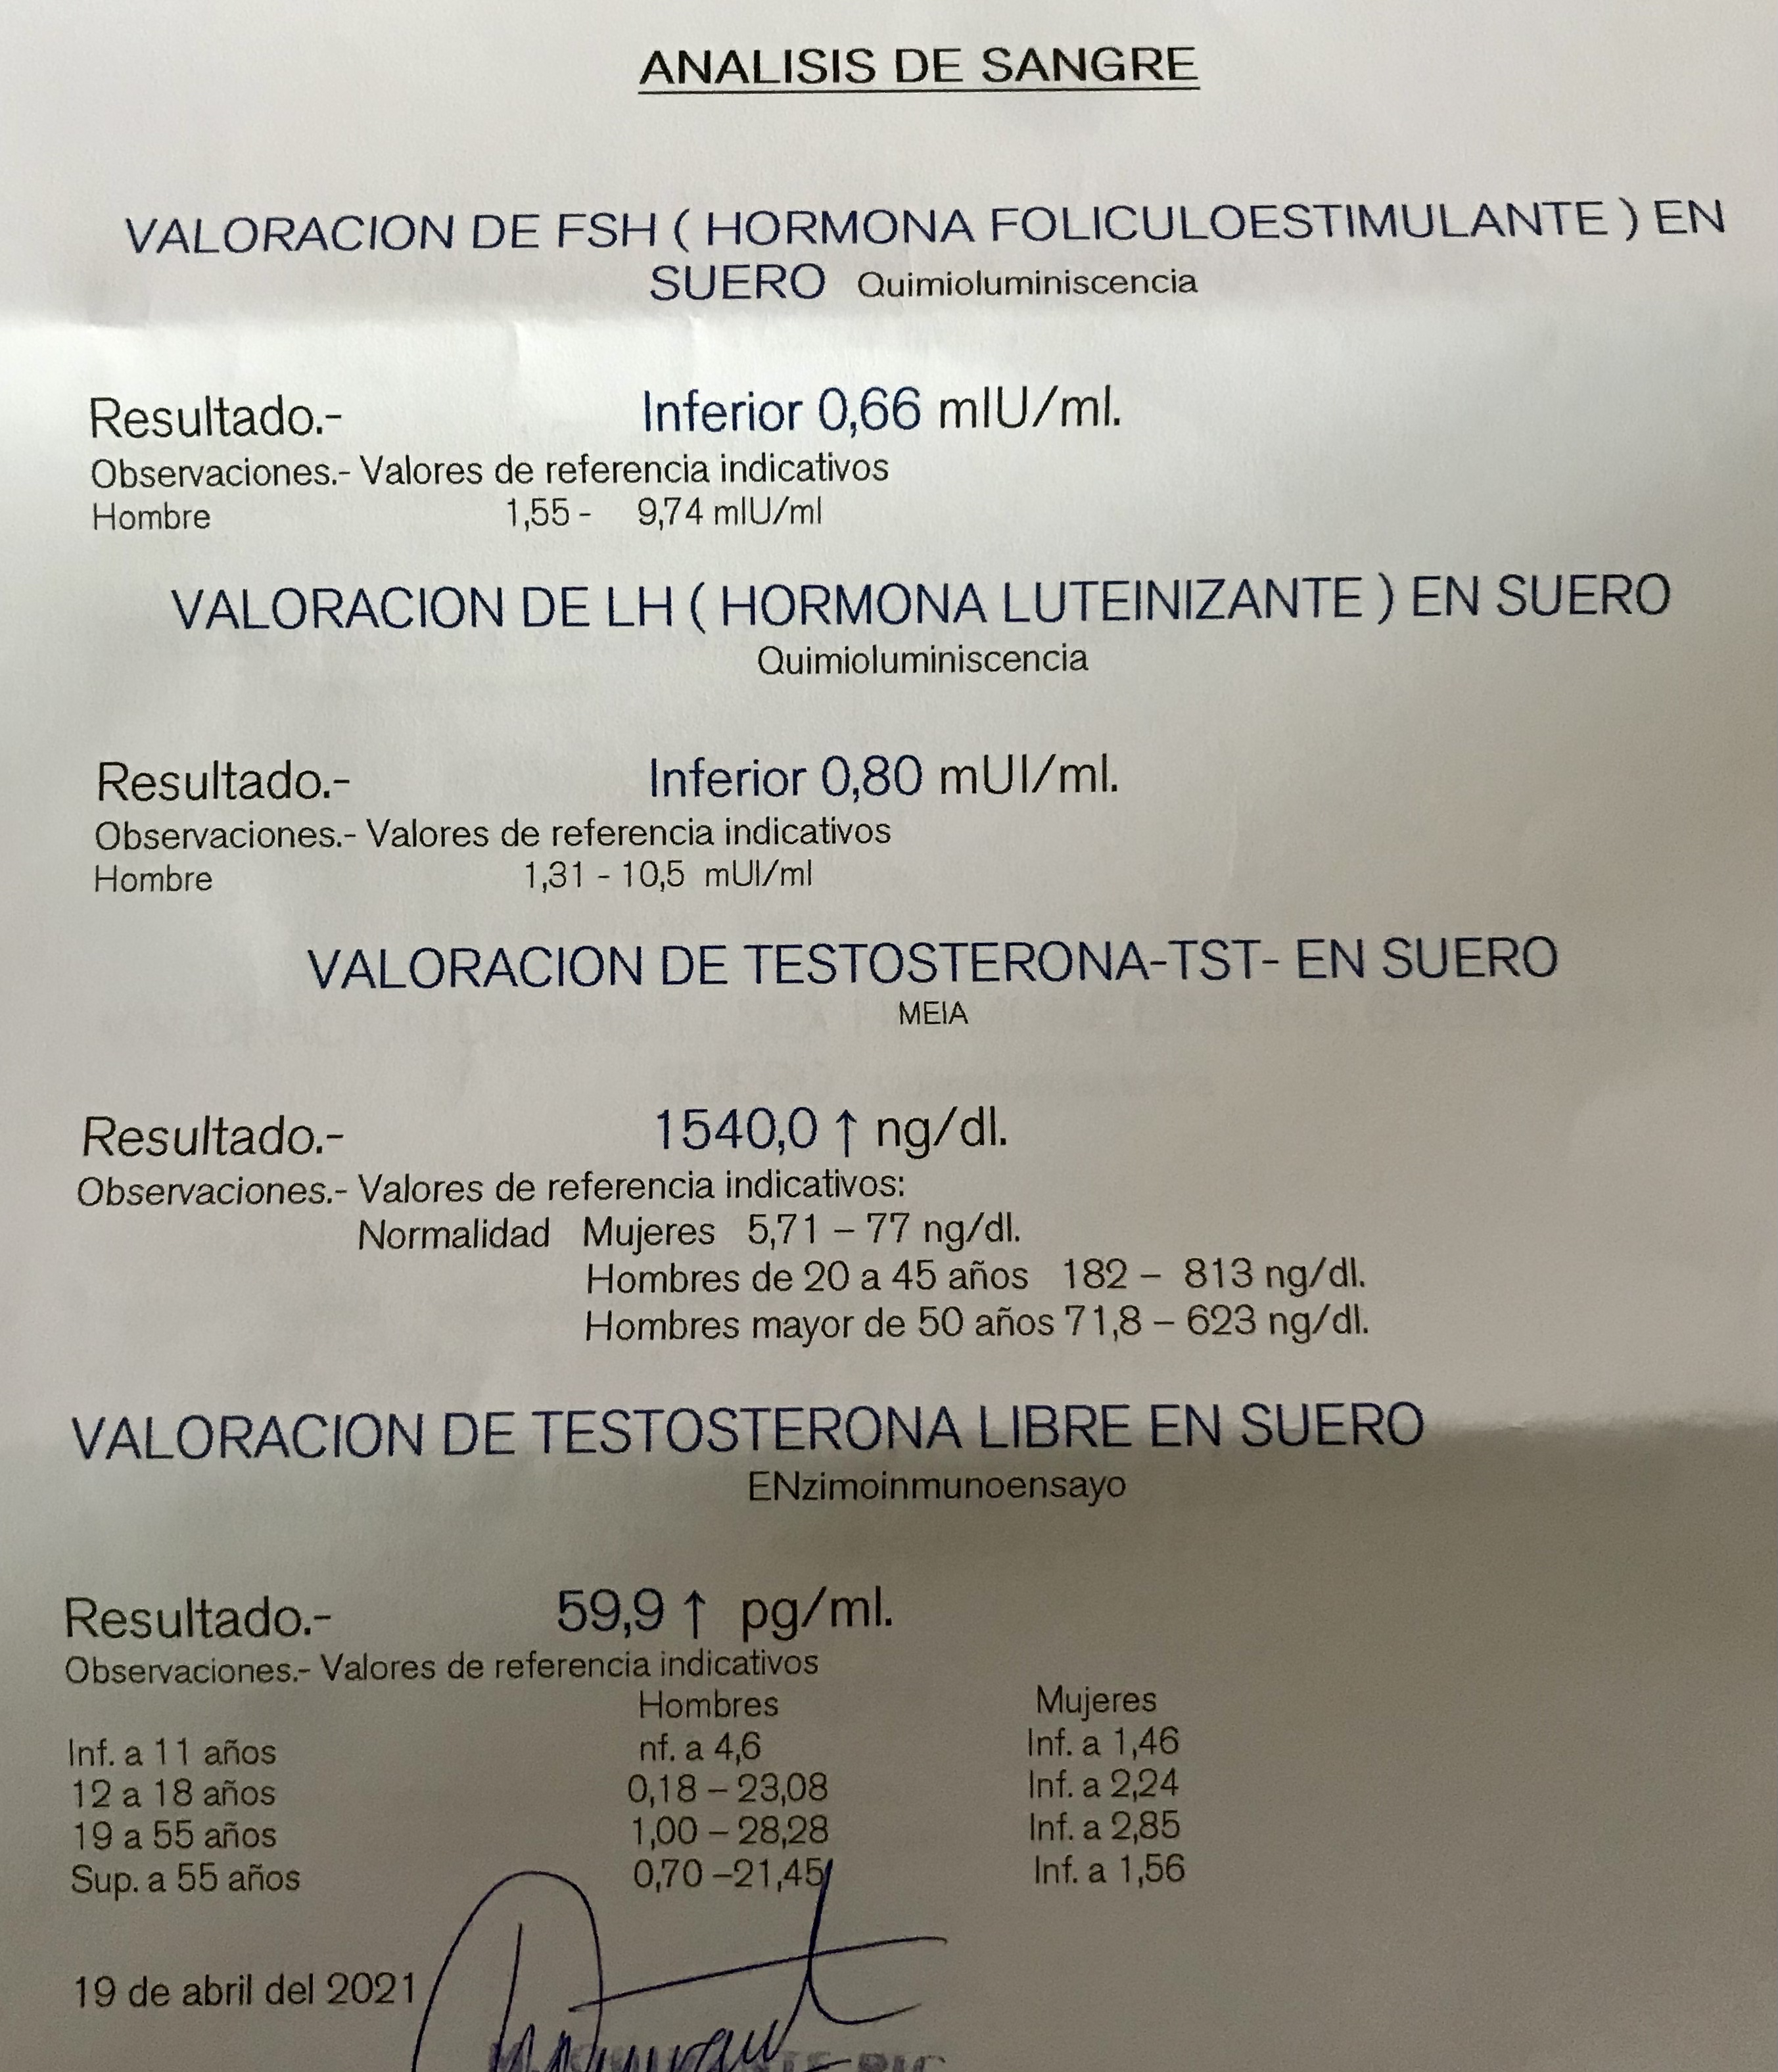 ANALISIS DE SANGRE
VALORACION DE FSH ( HORMONA FOLICULOESTIMULANTE ) EN
SUERO Quimioluminiscencia
Resultado.- Inferior 0,66 mIU/ml.
Observaciones.- Valores de referencia indicativos
Hombre 1,55 - 9,74 mIU/ml
VALORACION DE LH ( HORMONA LUTEINIZANTE ) EN SUERO
Quimioluminiscencia
Resultado.- Inferior 0,80 mUI/ml.
Observaciones.- Valores de referencia indicativos
Hombre 1,31 - 10,5 mUI/ml
VALORACION DE TESTOSTERONA-TST- EN SUERO
MEIA
Resultado.- 1540,0 ↑ ng/dl.
Observaciones.- Valores de referencia indicativos:
Normalidad Mujeres 5,71 – 77 ng/dl.
Hombres de 20 a 45 años 182 – 813 ng/dl.
Hombres mayor de 50 años 71,8 – 623 ng/dl.
VALORACION DE TESTOSTERONA LIBRE EN SUERO
ENzimoinmunoensayo
Resultado.- 59,9 ↑ pg/ml.
Observaciones.- Valores de referencia indicativos
Hombres Mujeres
Inf. a 11 años nf. a 4,6 Inf. a 1,46
12 a 18 años 0,18 – 23,08 Inf. a 2,24
19 a 55 años 1,00 – 28,28 Inf. a 2,85
Sup. a 55 años 0,70 –21,45 Inf. a 1,56
19 de abril del 2021